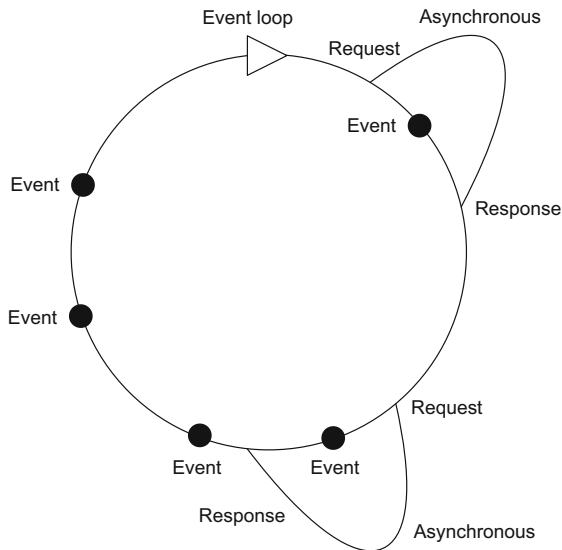 Event loop
Asynchronous
Request
Event
Event
Response
Event
Request
Event
Event
Response
Asynchronous